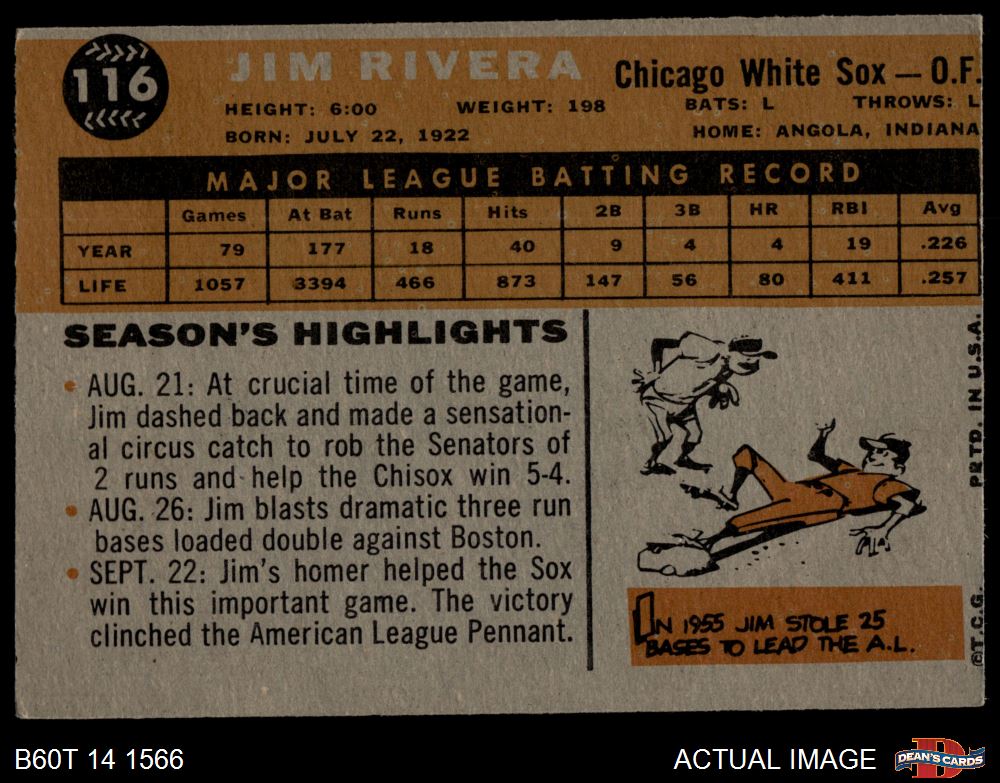 116
JIM RIVERA
Chicago White Sox — O.F.
HEIGHT: 6:00 WEIGHT: 198 BATS: L THROWS: L
BORN: JULY 22, 1922 HOME: ANGOLA, INDIANA
MAJOR LEAGUE BATTING RECORD
Games At Bat Runs Hits 2B 3B HR RBI Avg
YEAR 79 177 18 40 9 4 4 19 .226
LIFE 1057 3394 466 873 147 56 80 411 .257
SEASON'S HIGHLIGHTS
• AUG. 21: At crucial time of the game,
Jim dashed back and made a sensation-
al circus catch to rob the Senators of
2 runs and help the Chisox win 5-4.
• AUG. 26: Jim blasts dramatic three run
bases loaded double against Boston.
• SEPT. 22: Jim's homer helped the Sox
win this important game. The victory
clinched the American League Pennant.
IN 1955 JIM STOLE 25
BASES TO LEAD THE A.L.
©T.C.G. PRTD. IN U.S.A.
B60T 14 1566
ACTUAL IMAGE
D
DEAN'S CARDS